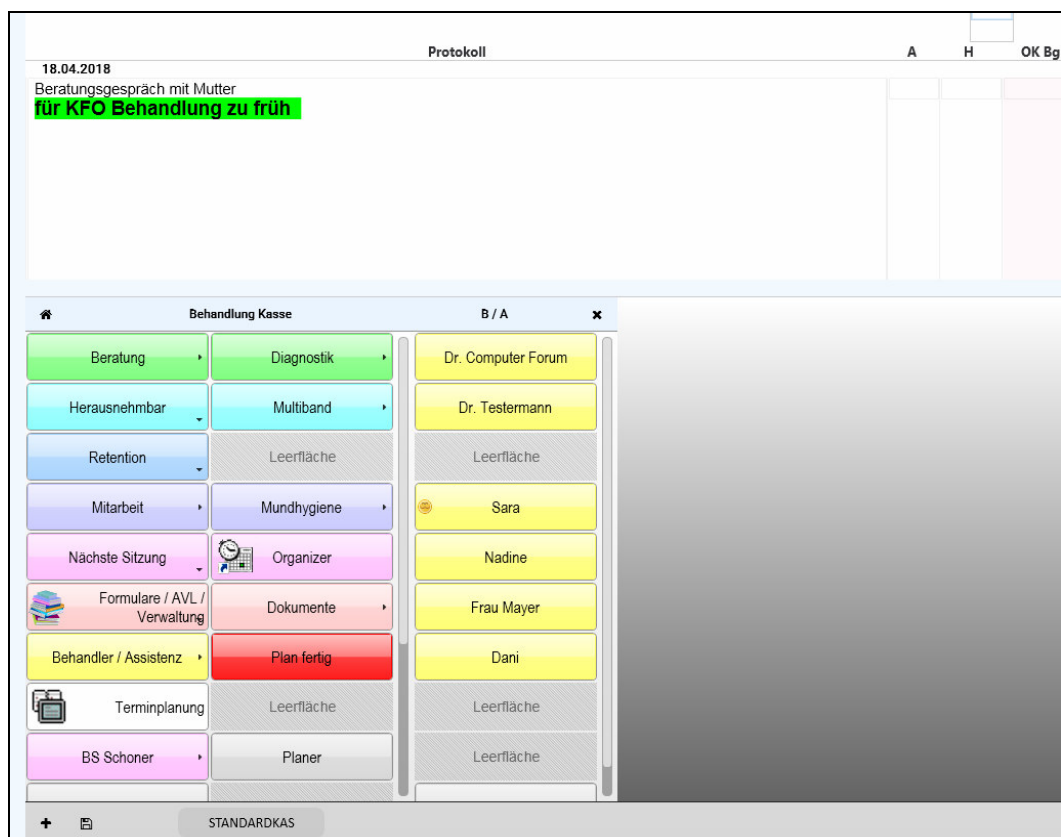 Protokoll A H OK Bg
18.04.2018
Beratungsgespräch mit Mutter
für KFO Behandlung zu früh
Behandlung Kasse B / A
Beratung Diagnostik Dr. Computer Forum
Herausnehmbar Multiband Dr. Testermann
Retention Leerfläche Leerfläche
Mitarbeit Mundhygiene Sara
Nächste Sitzung Organizer Nadine
Formulare / AVL /
Verwaltung Dokumente Frau Mayer
Behandler / Assistenz Plan fertig Dani
Terminplanung Leerfläche Leerfläche
BS Schoner Planer Leerfläche
STANDARDKAS